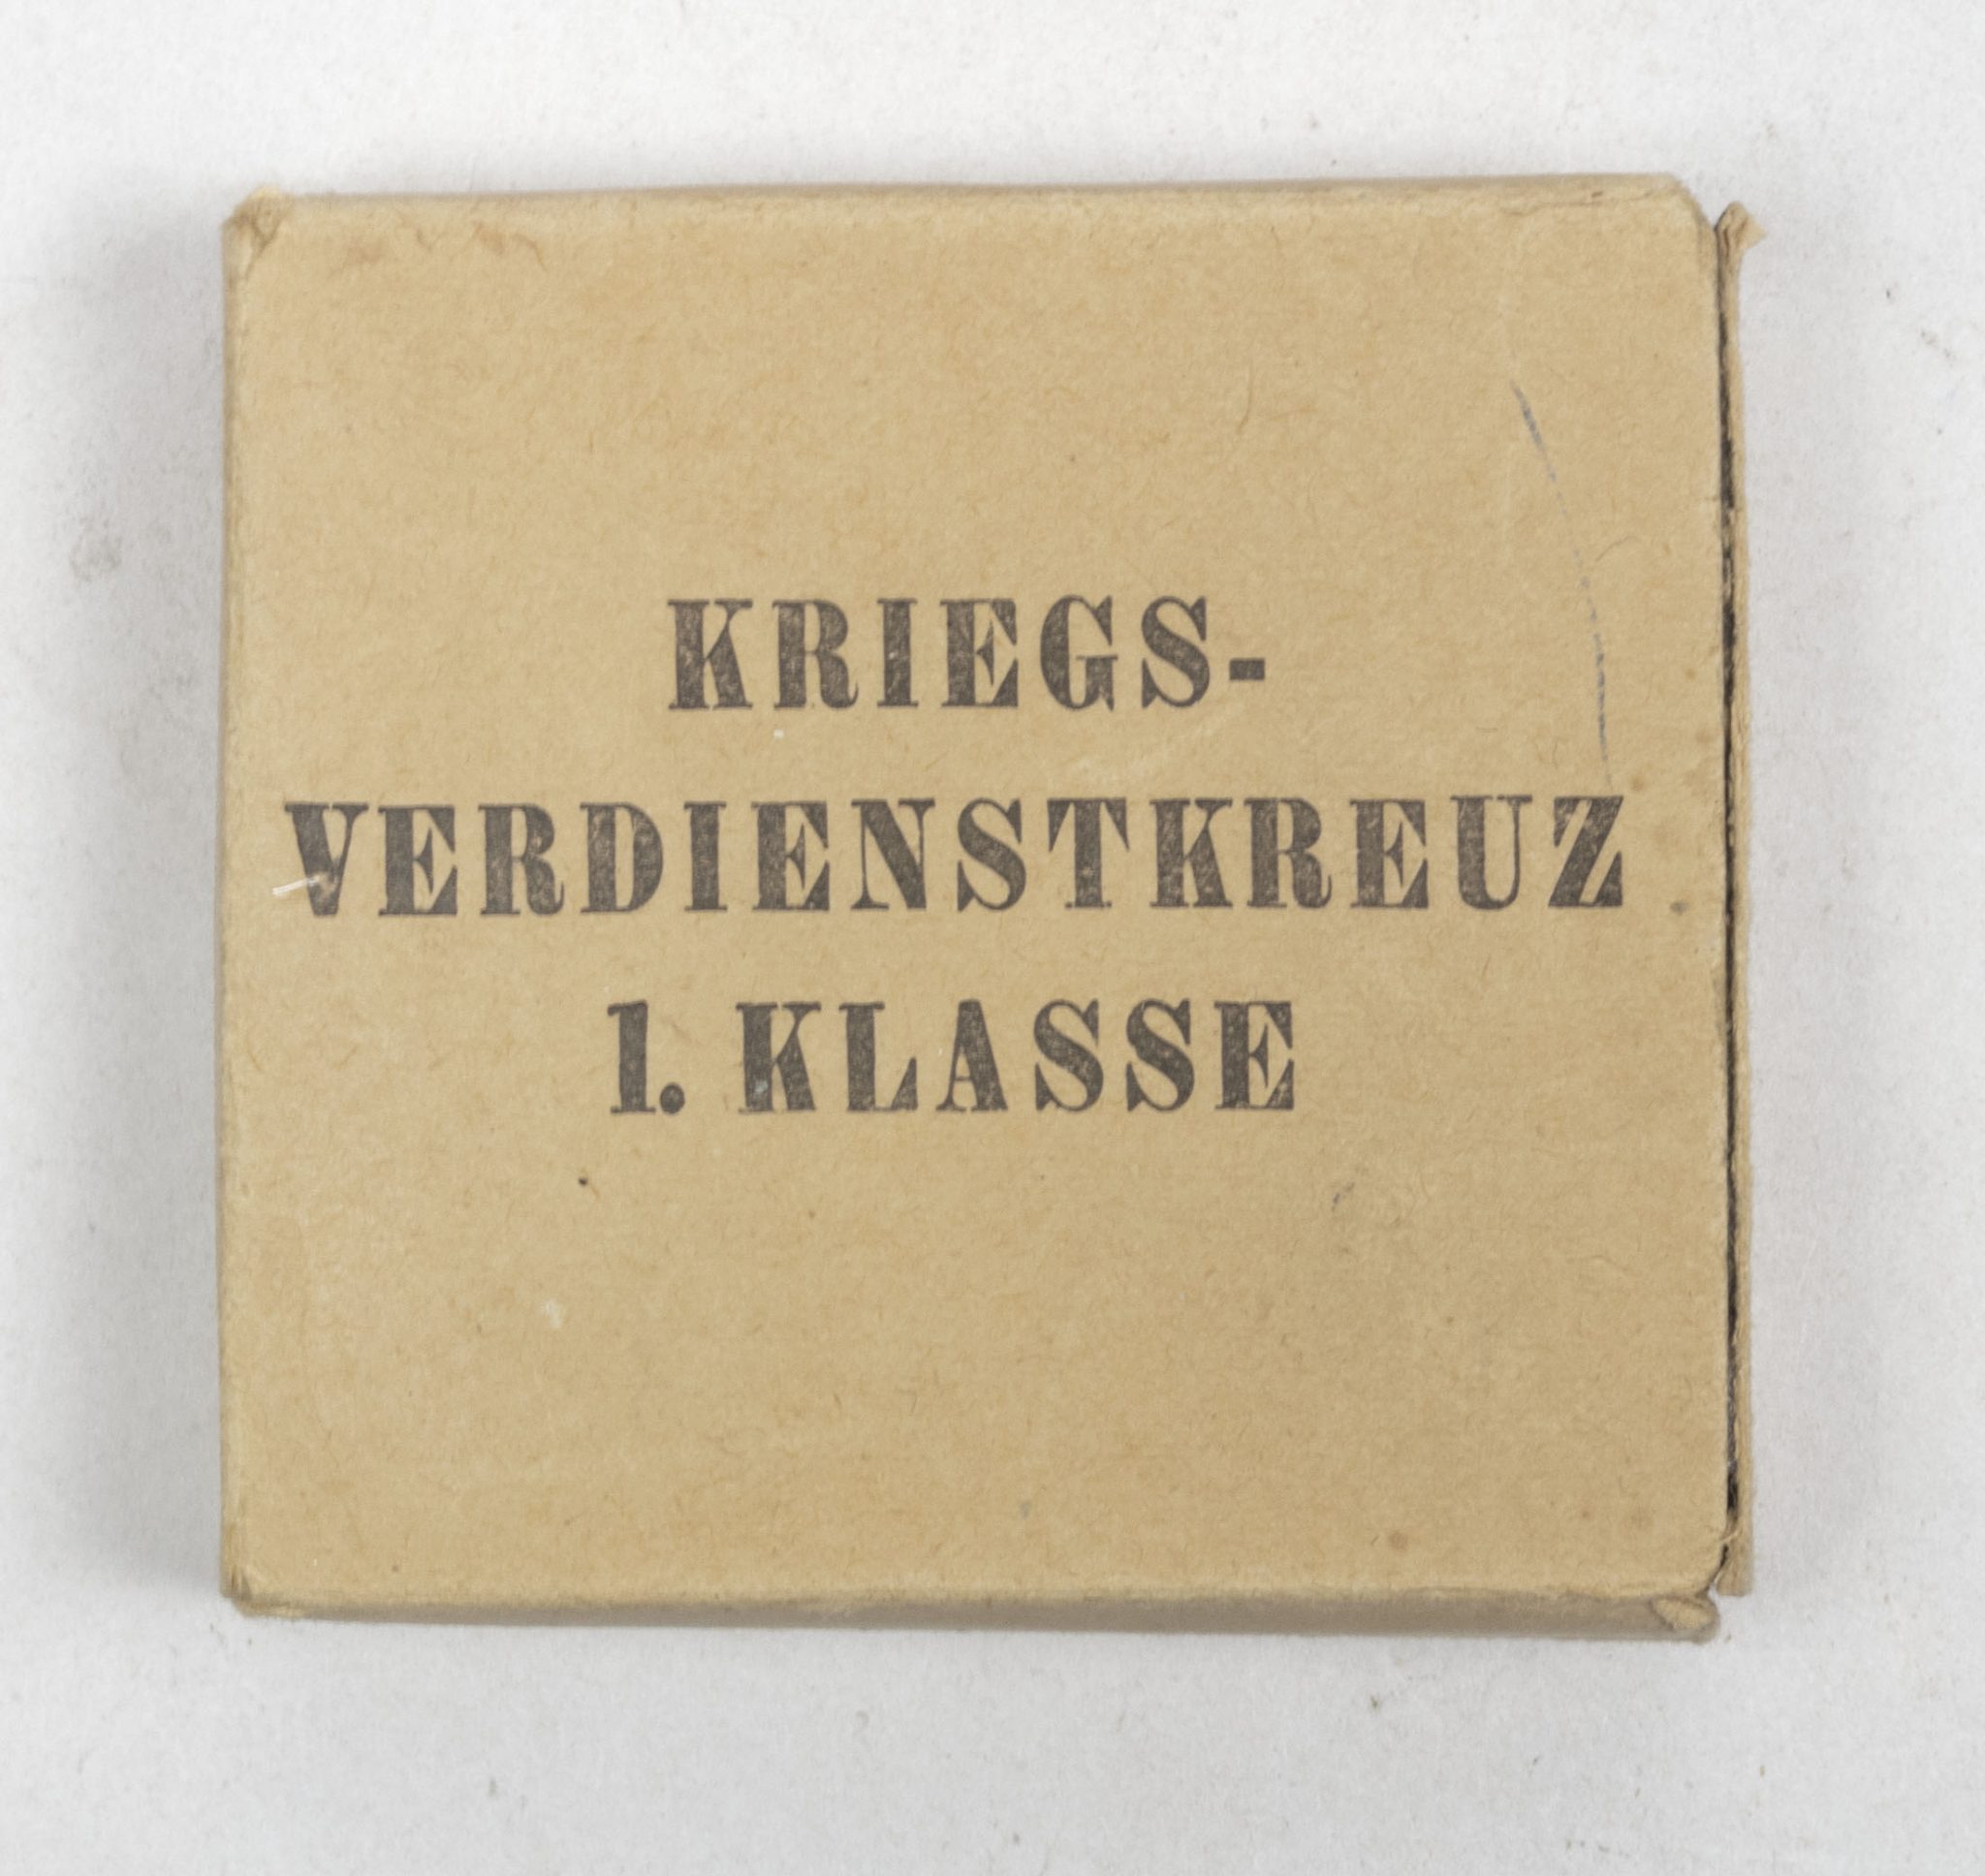 KRIEGS-
VERDIENSTKREUZ
1. KLASSE